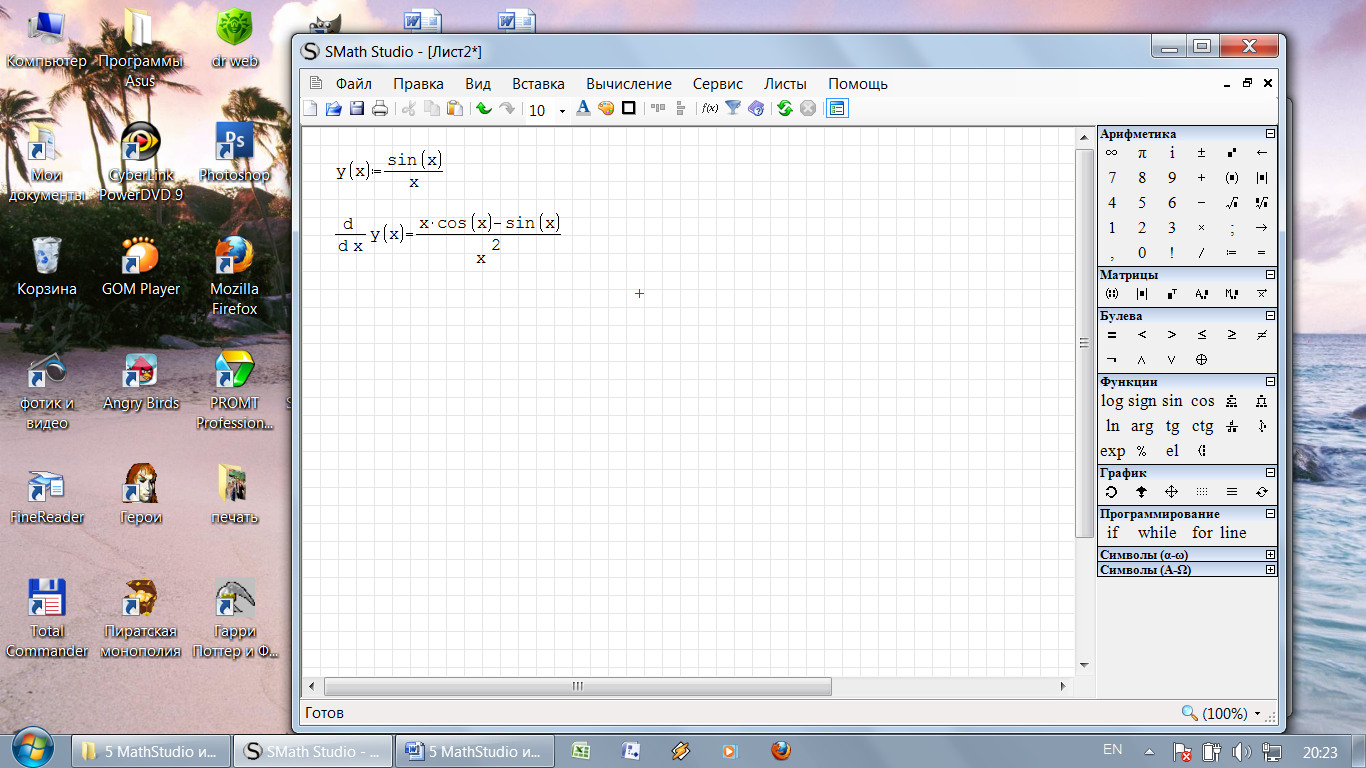 Компьютер
Программы
Asus
dr web
Мои
документы
CyberLink
PowerDVD 9
Photoshop
Корзина
GOM Player
Mozilla
Firefox
фотик и
видео
Angry Birds
PROMT
Profession...
FineReader
Герои
печать
Total
Commander
Пиратская
монополия
Гарри
Поттер и Ф...
SMath Studio - [Лист2*]
Файл Правка Вид Вставка Вычисление Сервис Листы Помощь
10 f(x)
y(x):=sin(x)/x
d/dx y(x)=(x·cos(x)-sin(x))/x^2
Арифметика
∞ π i ± ←
7 8 9 +
4 5 6 -
1 2 3 × ; →
, 0 ! / := =
Матрицы
Булева
= < > ≤ ≥ ≠
¬ ∧ ∨ ⊕
Функции
log sign sin cos
ln arg tg ctg
exp % el
График
Программирование
if while for line
Символы (α-ω)
Символы (Α-Ω)
Готов
(100%)
5 MathStudio и...
SMath Studio - ...
5 MathStudio и...
EN
20:23